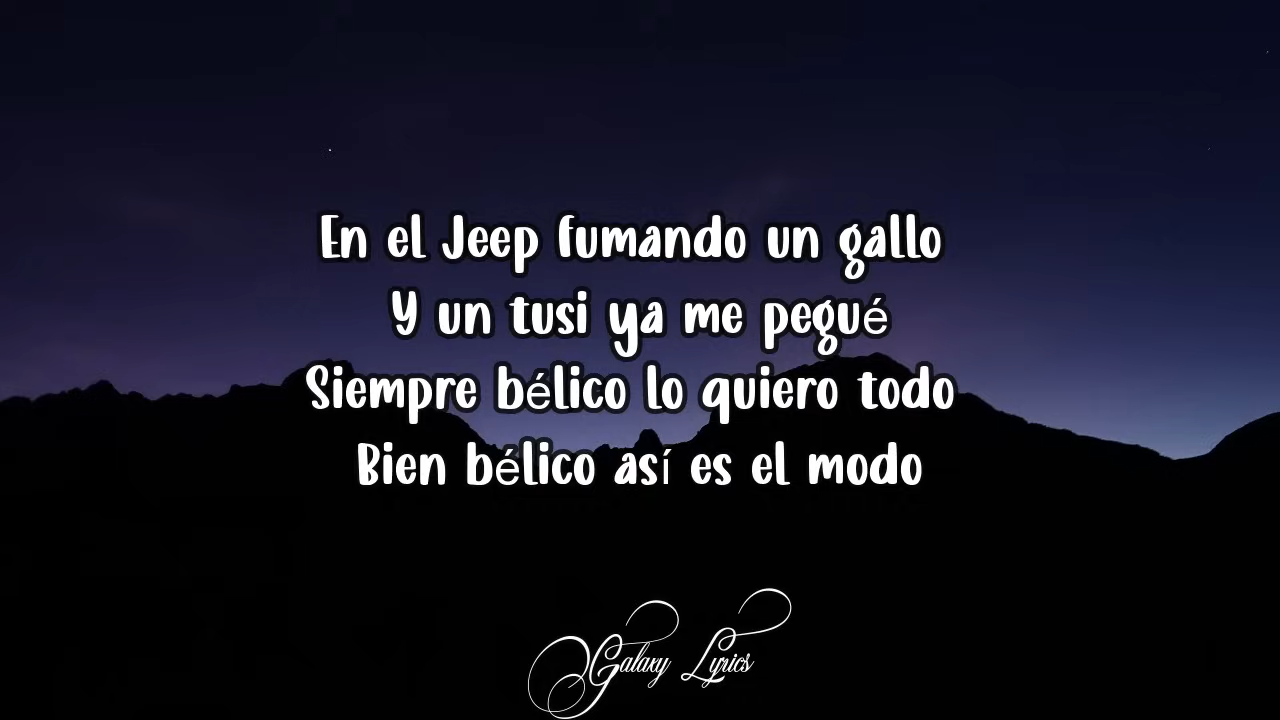 En el Jeep fumando un gallo
Y un tusi ya me pegué
Siempre bélico lo quiero todo
Bien bélico así es el modo
Galaxy Lyrics